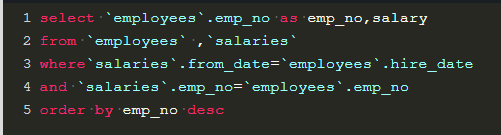 1 select `employees`.emp_no as emp_no,salary
2 from `employees` ,`salaries`
3 where`salaries`.from_date=`employees`.hire_date
4 and `salaries`.emp_no=`employees`.emp_no
5 order by emp_no desc